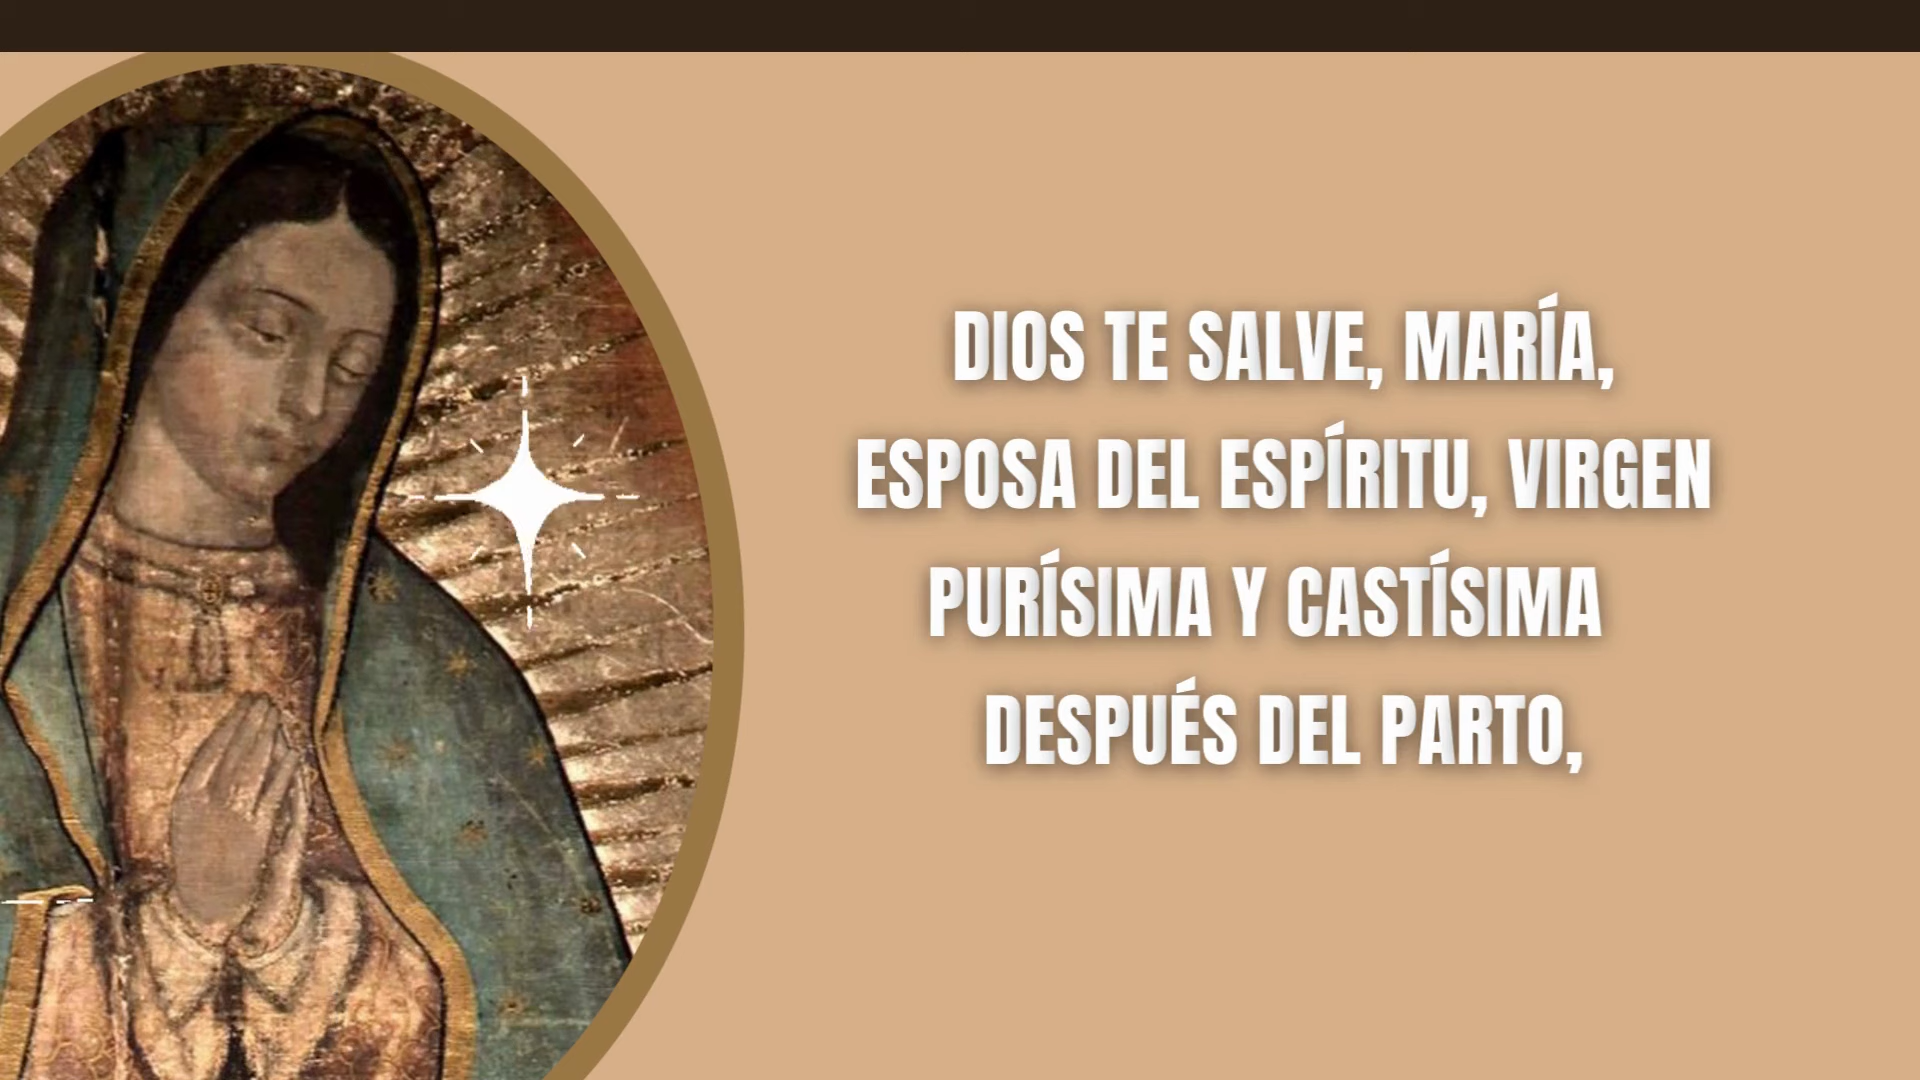 DIOS TE SALVE, MARÍA,
ESPOSA DEL ESPÍRITU, VIRGEN
PURÍSIMA Y CASTÍSIMA
DESPUÉS DEL PARTO,